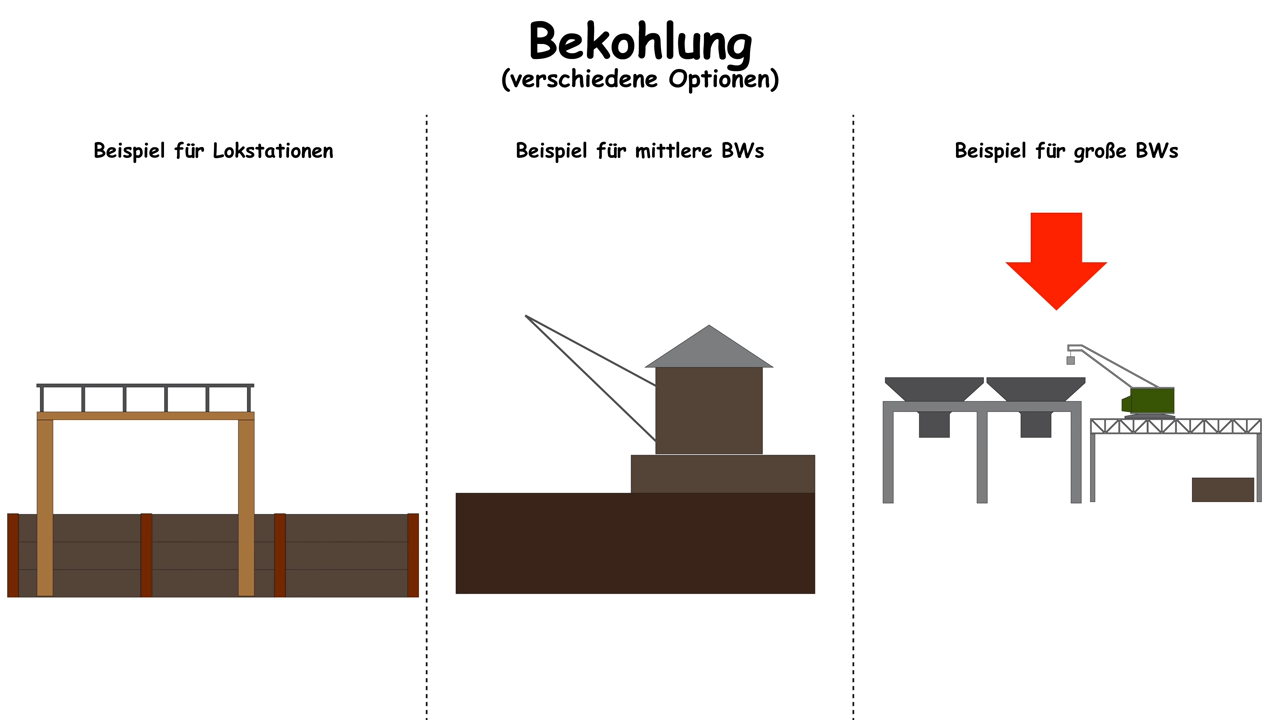 Bekohlung
(verschiedene Optionen)
Beispiel für Lokstationen
Beispiel für mittlere BWs
Beispiel für große BWs